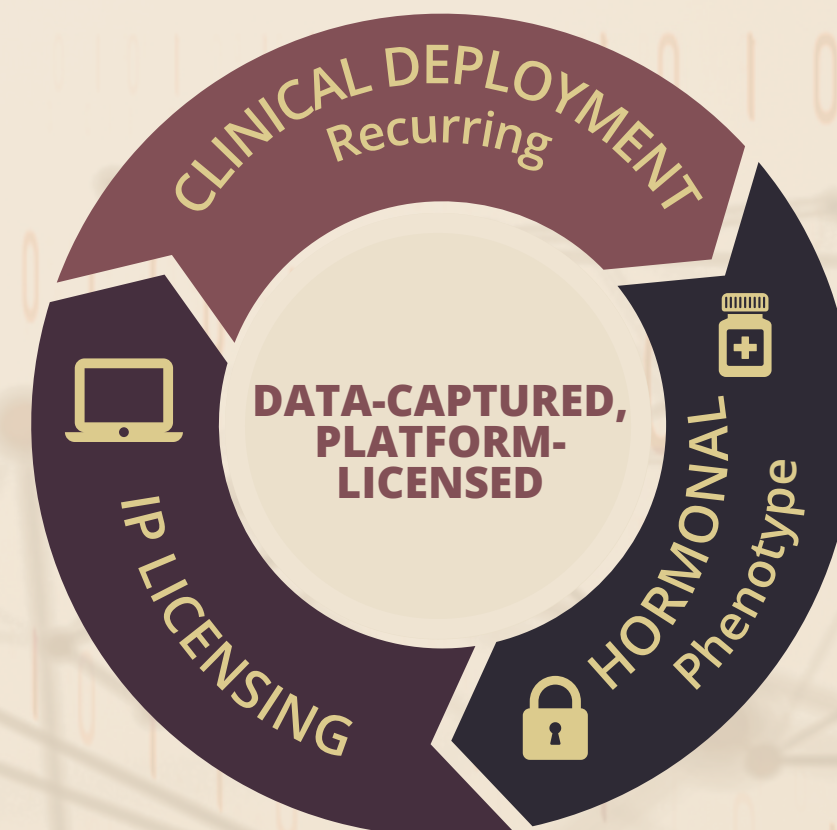 CLINICAL DEPLOYMENT
Recurring
HORMONAL
Phenotype
IP LICENSING
DATA-CAPTURED,
PLATFORM-
LICENSED